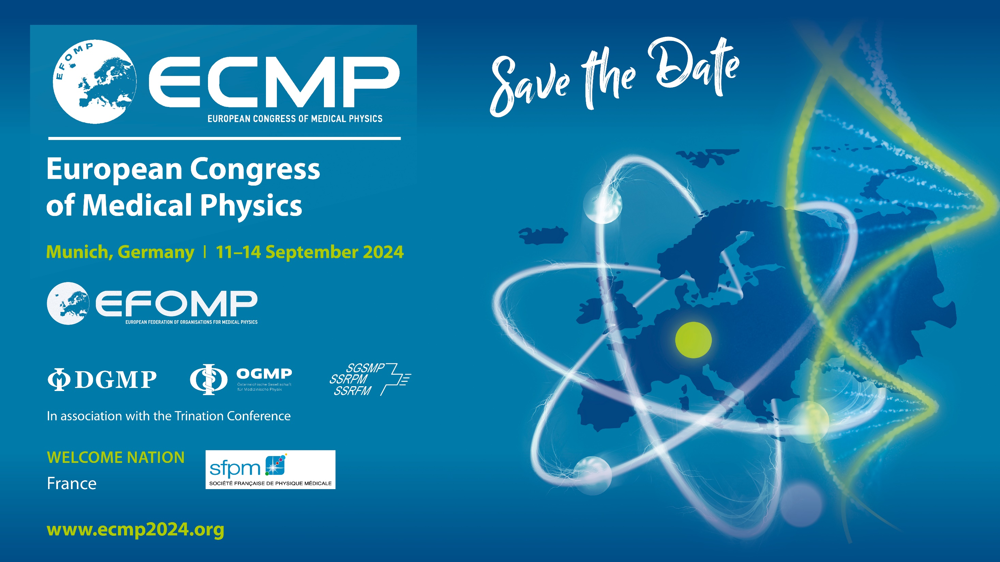 EFOMP
ECMP
EUROPEAN CONGRESS OF MEDICAL PHYSICS
Save the Date
European Congress
of Medical Physics
Munich, Germany | 11–14 September 2024
EFOMP
EUROPEAN FEDERATION OF ORGANISATIONS FOR MEDICAL PHYSICS
DGMP
OGMP
Österreichische Gesellschaft
für Medizinische Physik
SGSMP
SSRPM
SSRFM
In association with the Trination Conference
WELCOME NATION
France
sfpm
SOCIÉTÉ FRANÇAISE DE PHYSIQUE MÉDICALE
www.ecmp2024.org